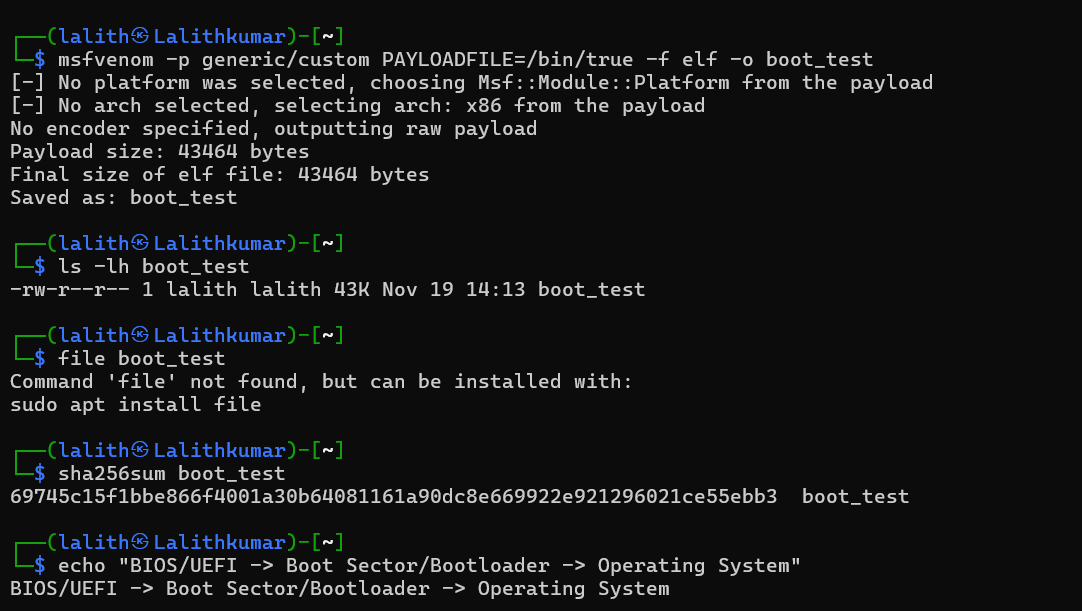 ┌──(lalith㉿Lalithkumar)-[~]
└─$ msfvenom -p generic/custom PAYLOADFILE=/bin/true -f elf -o boot_test
[-] No platform was selected, choosing Msf::Module::Platform from the payload
[-] No arch selected, selecting arch: x86 from the payload
No encoder specified, outputting raw payload
Payload size: 43464 bytes
Final size of elf file: 43464 bytes
Saved as: boot_test
┌──(lalith㉿Lalithkumar)-[~]
└─$ ls -lh boot_test
-rw-r--r-- 1 lalith lalith 43K Nov 19 14:13 boot_test
┌──(lalith㉿Lalithkumar)-[~]
└─$ file boot_test
Command 'file' not found, but can be installed with:
sudo apt install file
┌──(lalith㉿Lalithkumar)-[~]
└─$ sha256sum boot_test
69745c15f1bbe866f4001a30b64081161a90dc8e669922e921296021ce55ebb3  boot_test
┌──(lalith㉿Lalithkumar)-[~]
└─$ echo "BIOS/UEFI -> Boot Sector/Bootloader -> Operating System"
BIOS/UEFI -> Boot Sector/Bootloader -> Operating System